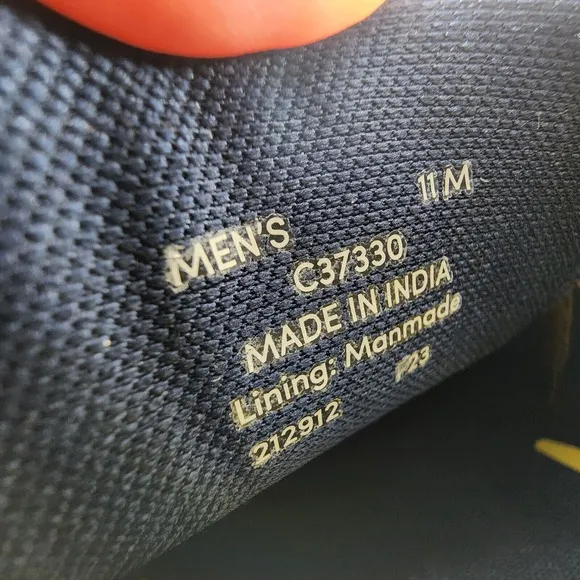 MEN'S 11 M
C37330
MADE IN INDIA
Lining: Manmade
212912 F23